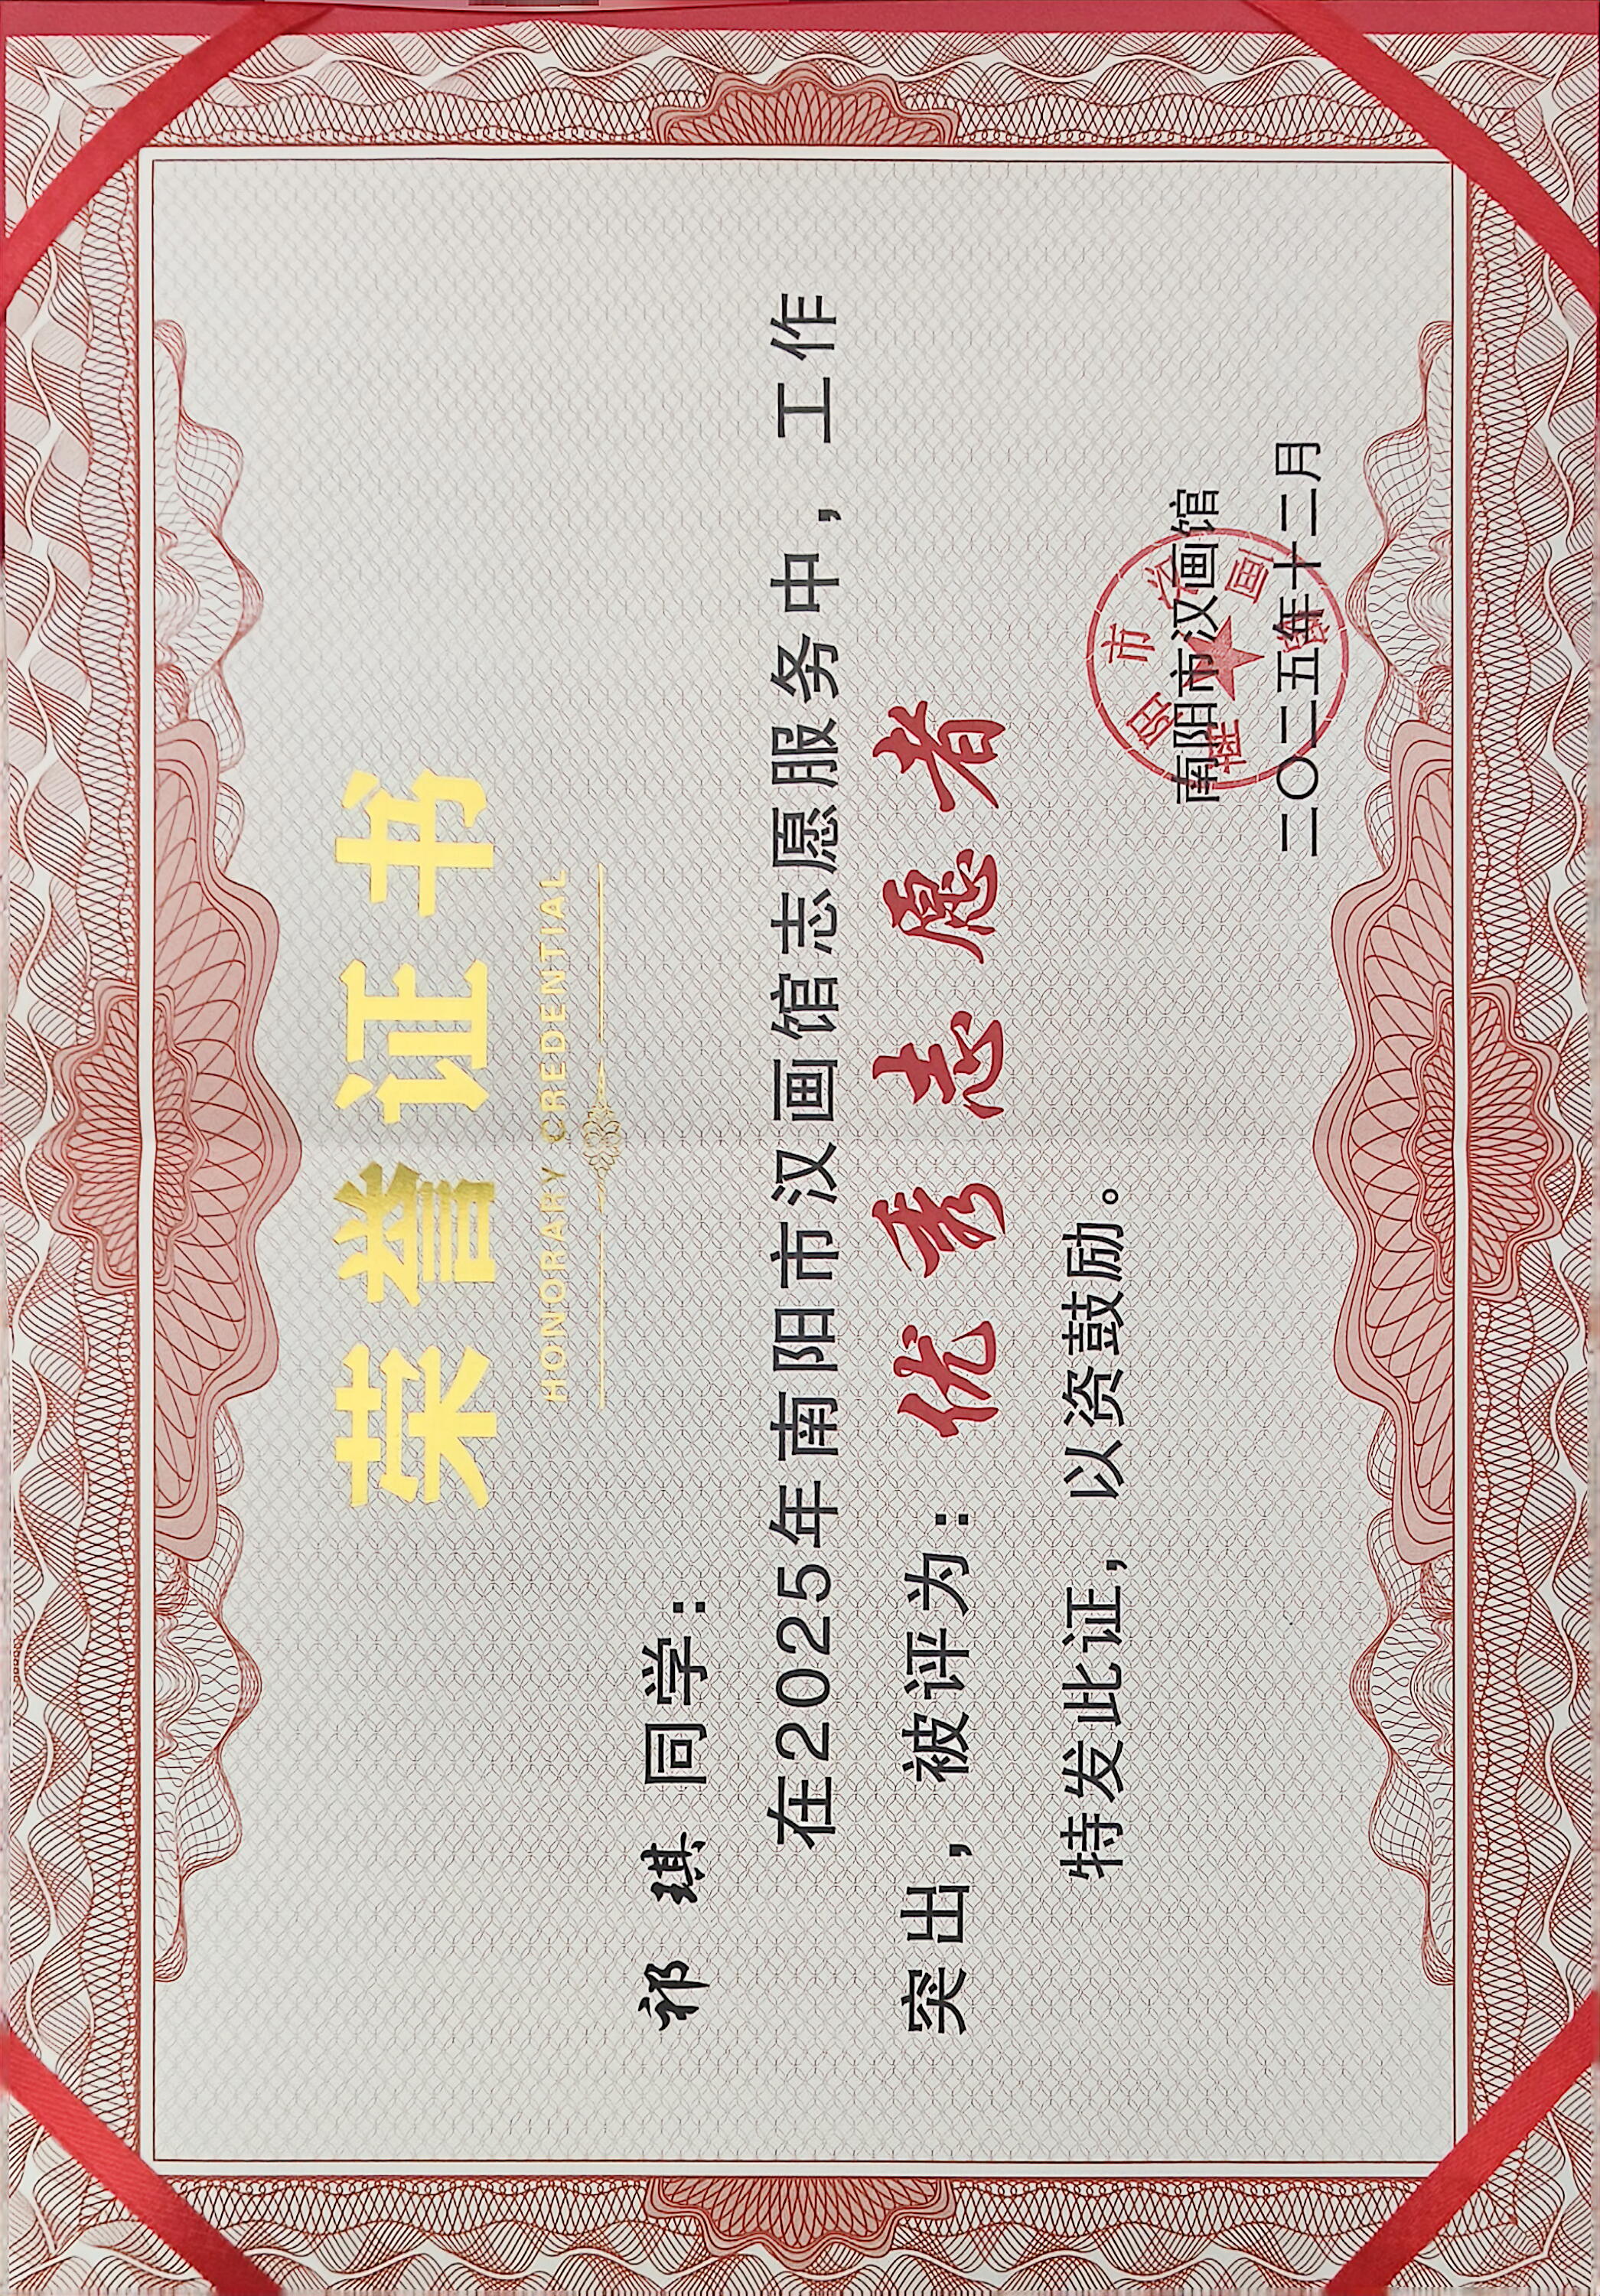 荣誉证书
HONORARY CREDENTIAL
祁琪 同学：
在2025年南阳市汉画馆志愿服务中，工作
突出，被评为：优秀志愿者
特发此证，以资鼓励。
南阳市汉画馆
二〇二五年十二月